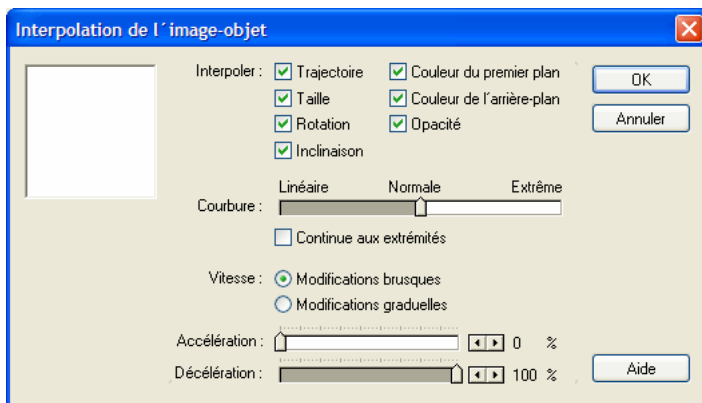 Interpolation de l´image-objet
Interpoler : Trajectoire Couleur du premier plan OK
Taille Couleur de l´arrière-plan
Rotation Opacité Annuler
Inclinaison
Linéaire Normale Extrême
Courbure :
Continue aux extrémités
Vitesse : Modifications brusques
Modifications graduelles
Accélération : 0 %
Décélération : 100 % Aide